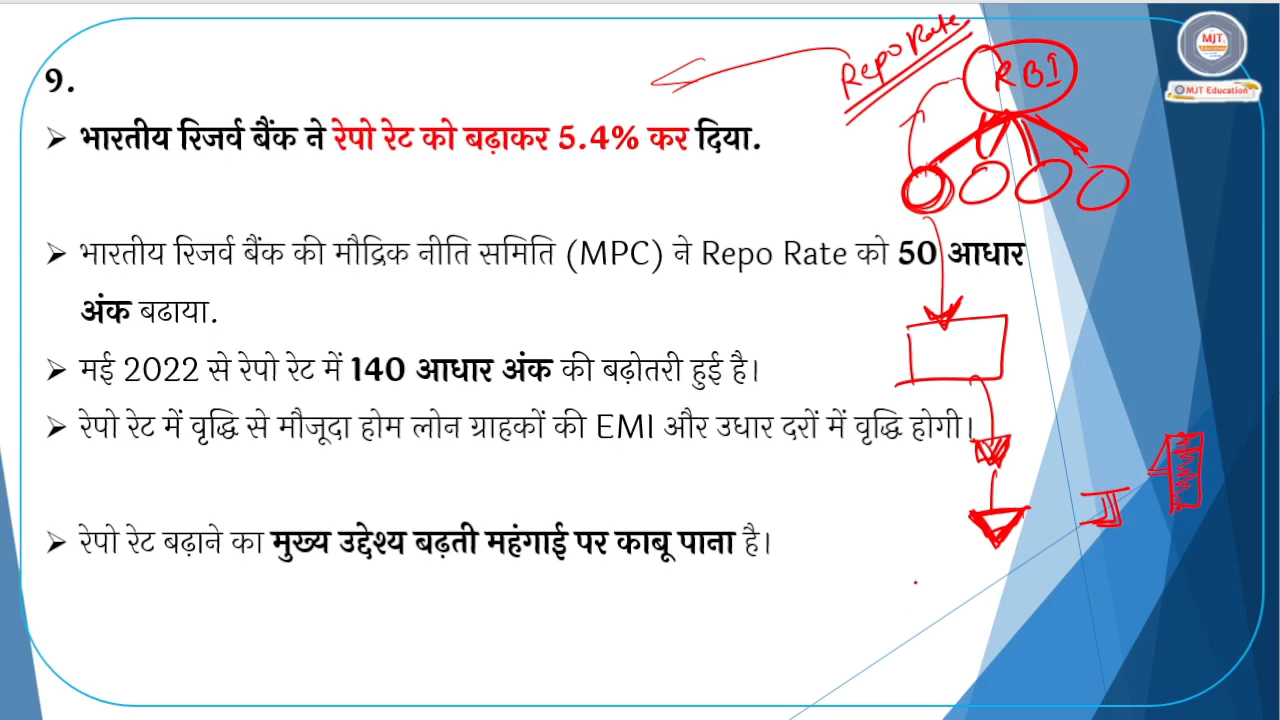 Repo Rate
RBI
MJT.
Education
MJT Education
9.
➢ भारतीय रिजर्व बैंक ने रेपो रेट को बढ़ाकर 5.4% कर दिया.
➢ भारतीय रिजर्व बैंक की मौद्रिक नीति समिति (MPC) ने Repo Rate को 50 आधार
अंक बढाया.
➢ मई 2022 से रेपो रेट में 140 आधार अंक की बढ़ोतरी हुई है।
➢ रेपो रेट में वृद्धि से मौजूदा होम लोन ग्राहकों की EMI और उधार दरों में वृद्धि होगी।
➢ रेपो रेट बढ़ाने का मुख्य उद्देश्य बढ़ती महंगाई पर काबू पाना है।